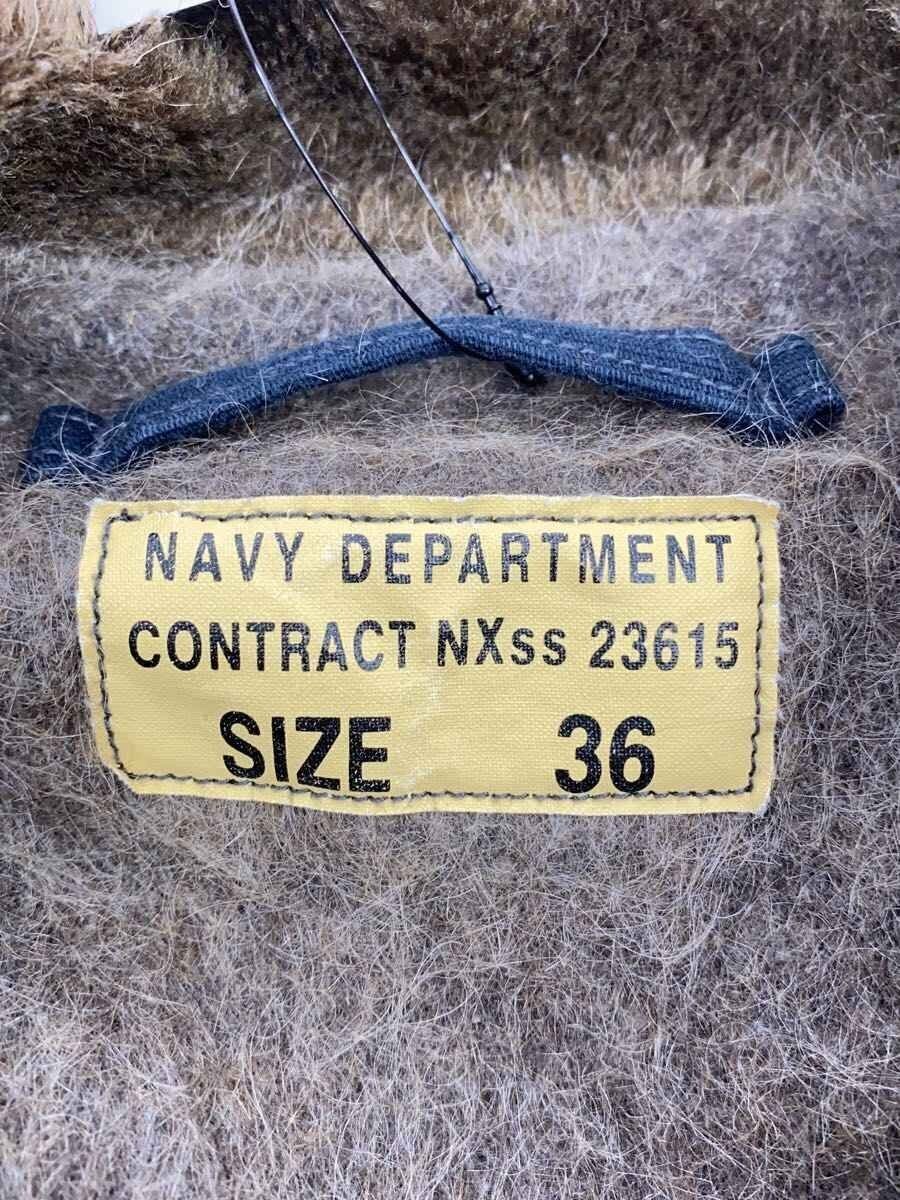 NAVY DEPARTMENT
CONTRACT NXss 23615
SIZE 36